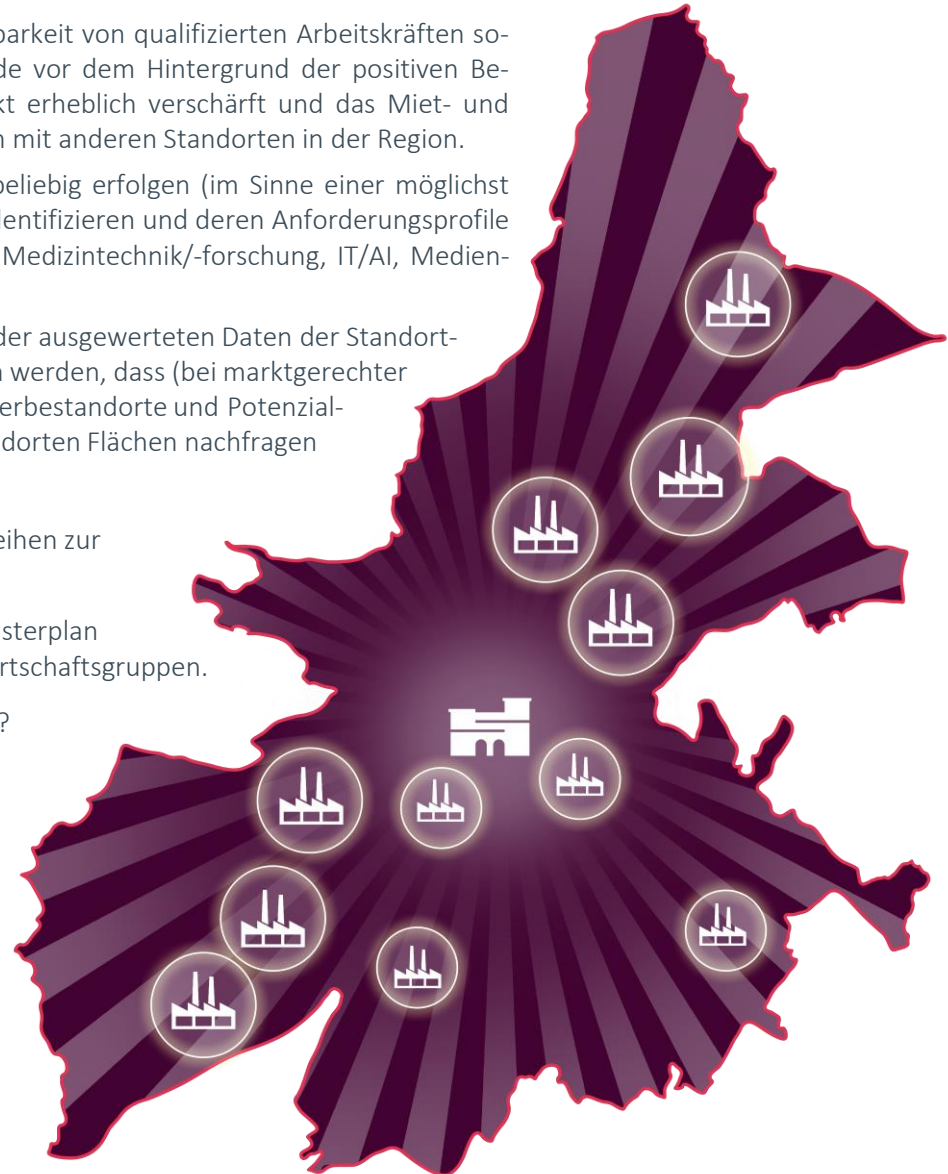 barkeit von qualifizierten Arbeitskräften so-
de vor dem Hintergrund der positiven Be-
kt erheblich verschärft und das Miet- und
n mit anderen Standorten in der Region.
beliebig erfolgen (im Sinne einer möglichst
dentifizieren und deren Anforderungsprofile
Medizintechnik/-forschung, IT/AI, Medien-
der ausgewerteten Daten der Standort-
n werden, dass (bei marktgerechter
erbestandorte und Potenzial-
ndorten Flächen nachfragen
eihen zur
sterplan
rtschaftsgruppen.
?